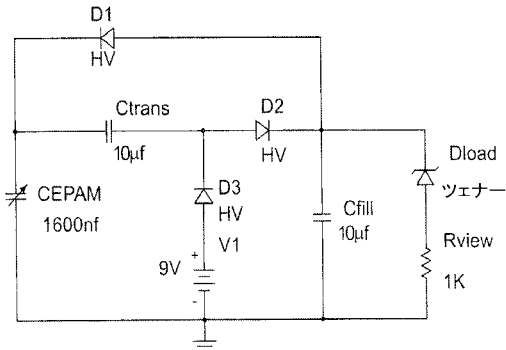 D1
HV
Ctrans
10µf
D2
HV
Dload
ツェナー
CEPAM
1600nf
D3
HV
V1
+
9V
-
Cfill
10µf
Rview
1K